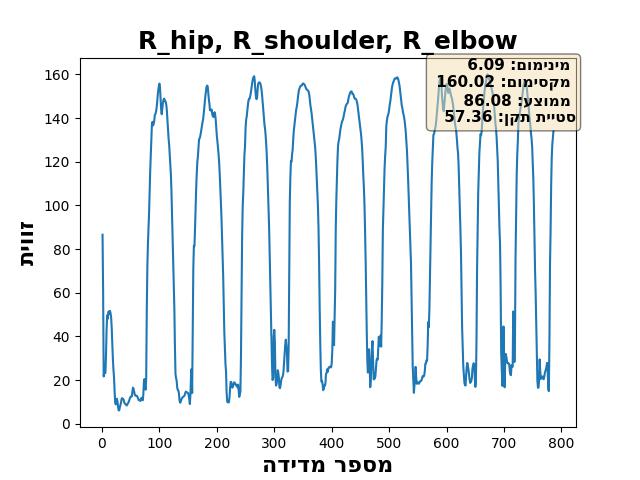 R_hip, R_shoulder, R_elbow
מינימום: 6.09
מקסימום: 160.02
ממוצע: 86.08
סטיית תקן: 57.36
זווית
160
140
120
100
80
60
40
20
0
0 100 200 300 400 500 600 700 800
מספר מדידה